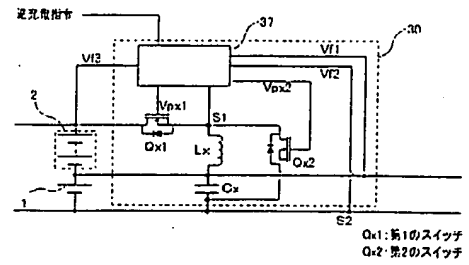 逆充電指令
37
30
Vf3
Vf1
Vf2
2
Vpx1
Vpx2
S1
Qx1
Lx
Qx2
1
Cx
S2
Qx1:第1のスイッチ
Qx2:第2のスイッチ